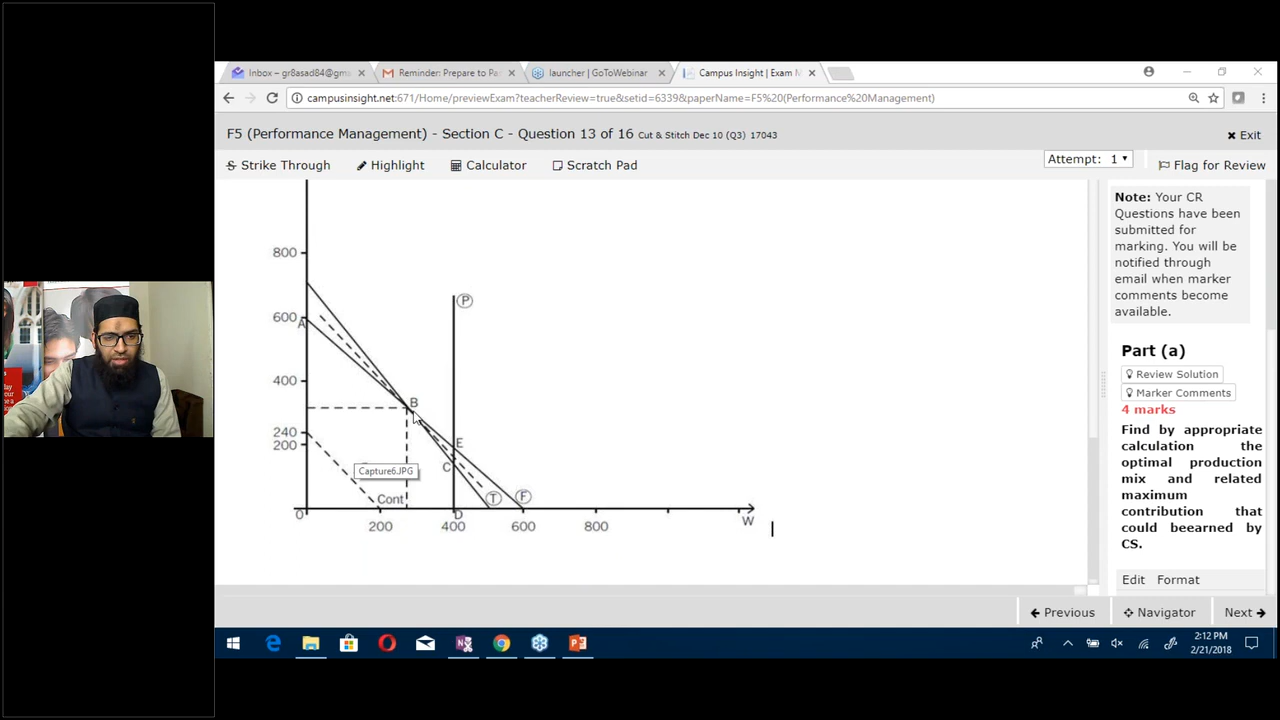 Inbox – gr8asad84@gma
Reminder: Prepare to Pa
launcher | GoToWebinar
Campus Insight | Exam M
campusinsight.net:671/Home/previewExam?teacherReview=true&setid=6339&paperName=F5%20(Performance%20Management)
F5 (Performance Management) - Section C - Question 13 of 16 Cut & Stitch Dec 10 (Q3) 17043
Exit
Strike Through
Highlight
Calculator
Scratch Pad
Attempt: 1
Flag for Review
800
600
A
400
240
200
0
P
B
E
C
Capture6.JPG
Cont
T
F
D
200
400
600
800
W
Note: Your CR
Questions have been
submitted for
marking. You will be
notified through
email when marker
comments become
available.
Part (a)
Review Solution
Marker Comments
4 marks
Find by appropriate
calculation the
optimal production
mix and related
maximum
contribution that
could beearned by
CS.
Edit Format
Previous
Navigator
Next
2:12 PM
2/21/2018